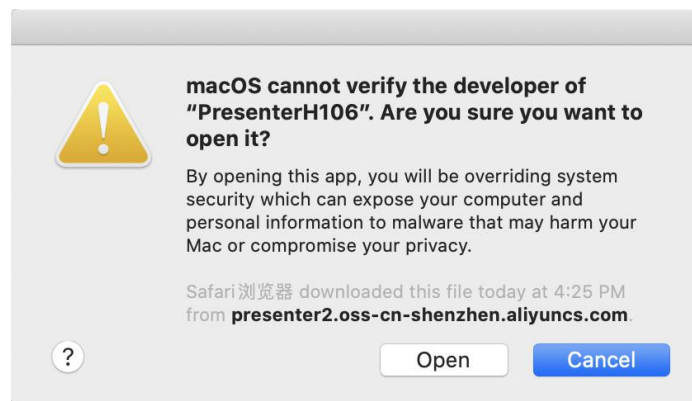 macOS cannot verify the developer of
“PresenterH106”. Are you sure you want to
open it?
By opening this app, you will be overriding system
security which can expose your computer and
personal information to malware that may harm your
Mac or compromise your privacy.
Safari浏览器 downloaded this file today at 4:25 PM
from presenter2.oss-cn-shenzhen.aliyuncs.com.
? Open Cancel